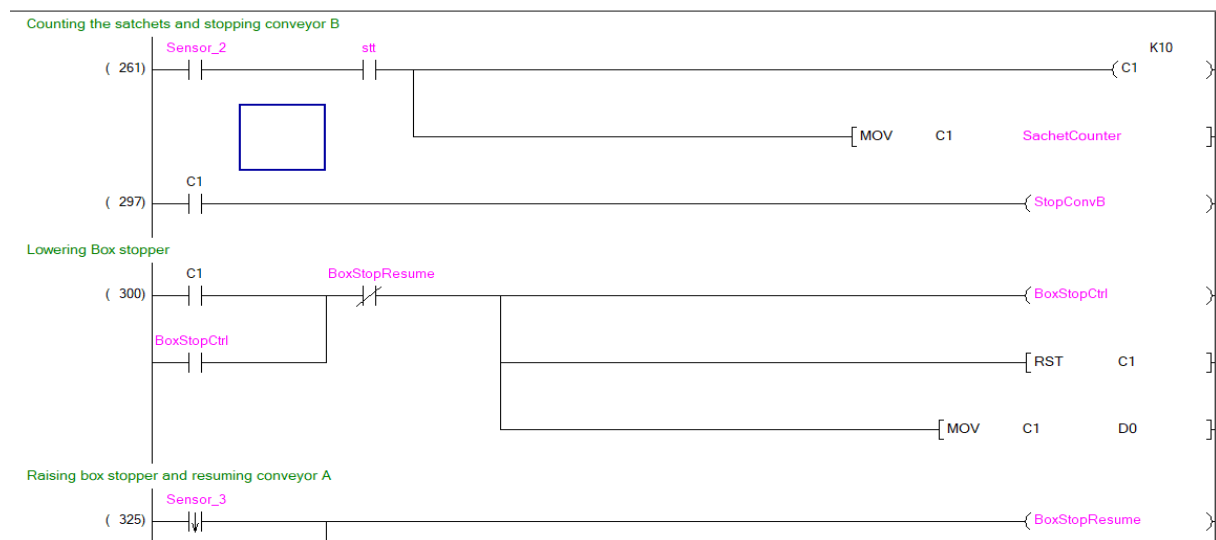 Counting the satchets and stopping conveyor B
Sensor_2 stt K10
( 261) C1
MOV C1 SachetCounter
C1
( 297) StopConvB
Lowering Box stopper
C1 BoxStopResume
( 300) BoxStopCtrl
BoxStopCtrl
RST C1
MOV C1 D0
Raising box stopper and resuming conveyor A
Sensor_3
( 325) BoxStopResume